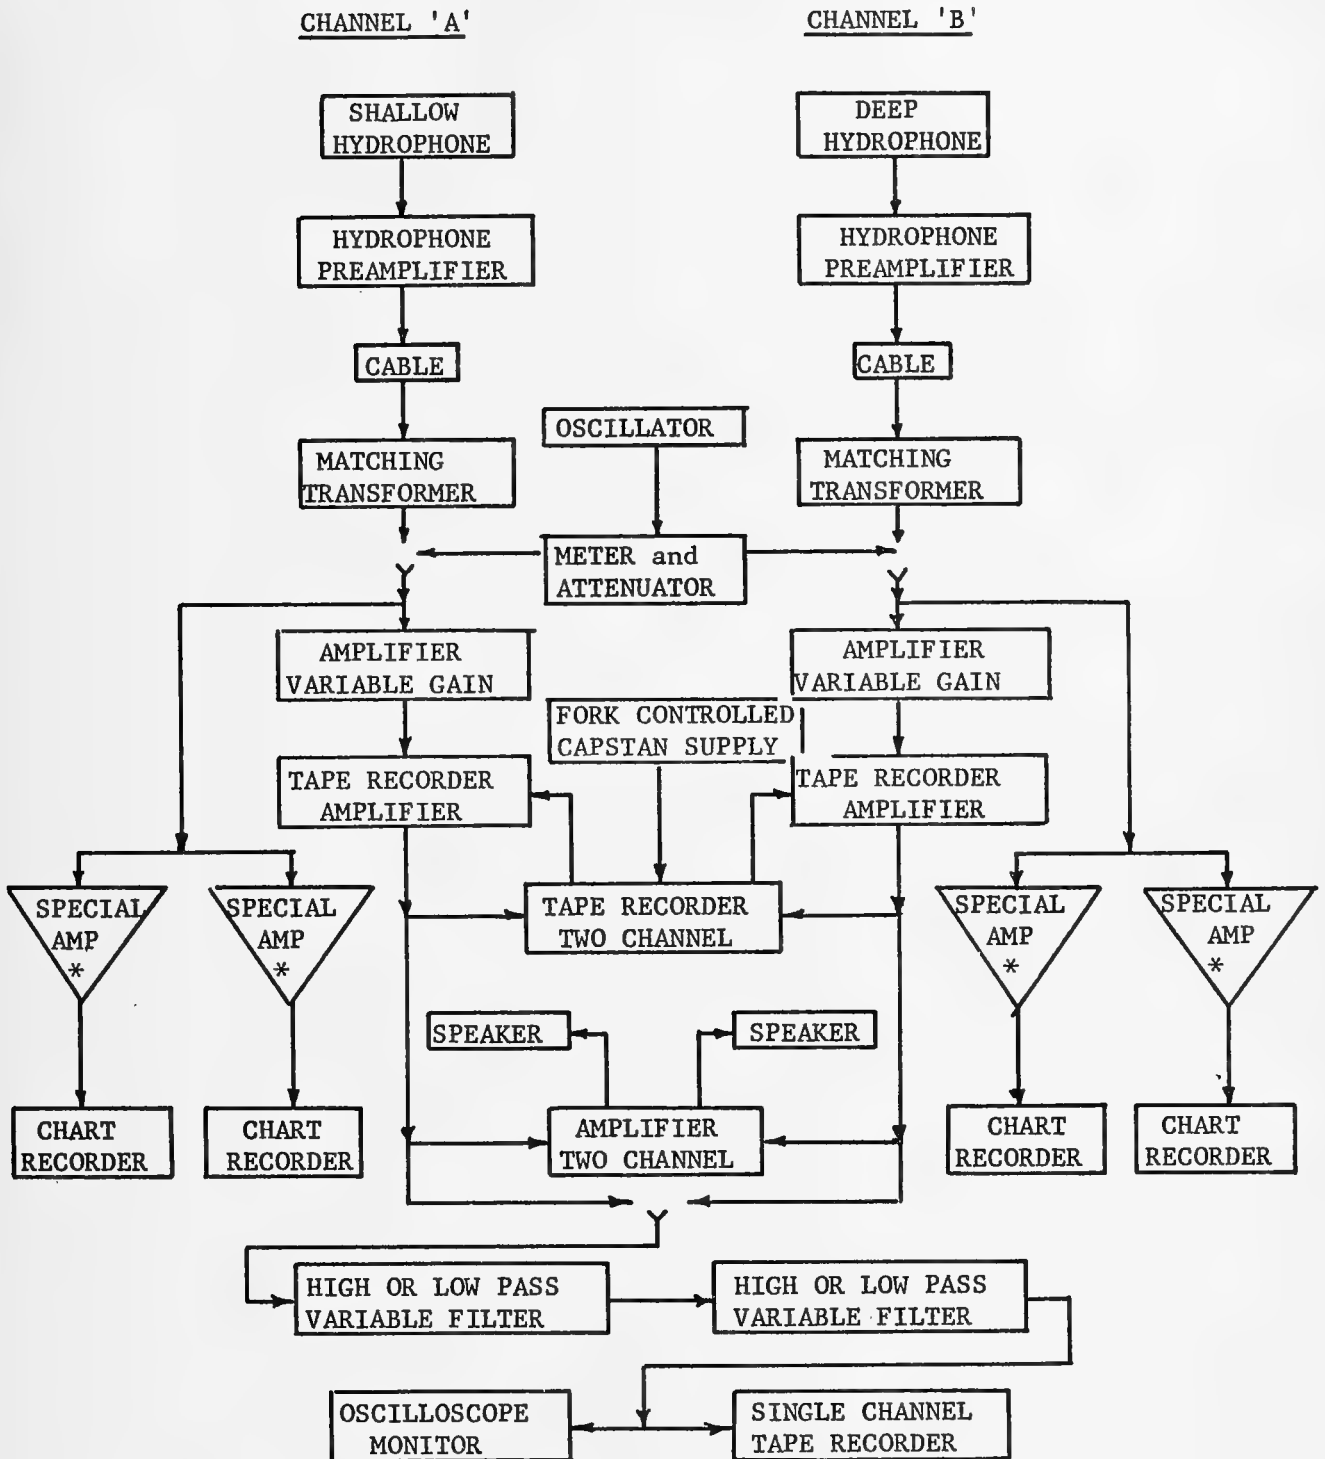 CHANNEL 'A'
CHANNEL 'B'
SHALLOW
HYDROPHONE
DEEP
HYDROPHONE
HYDROPHONE
PREAMPLIFIER
HYDROPHONE
PREAMPLIFIER
CABLE
CABLE
OSCILLATOR
MATCHING
TRANSFORMER
MATCHING
TRANSFORMER
METER and
ATTENUATOR
AMPLIFIER
VARIABLE GAIN
AMPLIFIER
VARIABLE GAIN
FORK CONTROLLED
CAPSTAN SUPPLY
TAPE RECORDER
AMPLIFIER
TAPE RECORDER
AMPLIFIER
SPECIAL
AMP
*
SPECIAL
AMP
*
TAPE RECORDER
TWO CHANNEL
SPECIAL
AMP
*
SPECIAL
AMP
*
SPEAKER
SPEAKER
CHART
RECORDER
CHART
RECORDER
AMPLIFIER
TWO CHANNEL
CHART
RECORDER
CHART
RECORDER
HIGH OR LOW PASS
VARIABLE FILTER
HIGH OR LOW PASS
VARIABLE FILTER
OSCILLOSCOPE
MONITOR
SINGLE CHANNEL
TAPE RECORDER